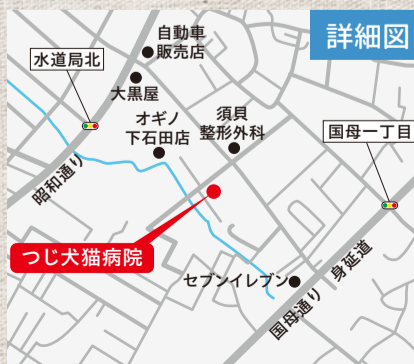 詳細図
自動車
販売店
水道局北
大黒屋
オギノ
下石田店
須貝
整形外科
国母一丁目
昭和通り
つじ犬猫病院
セブンイレブン
国母通り 身延道